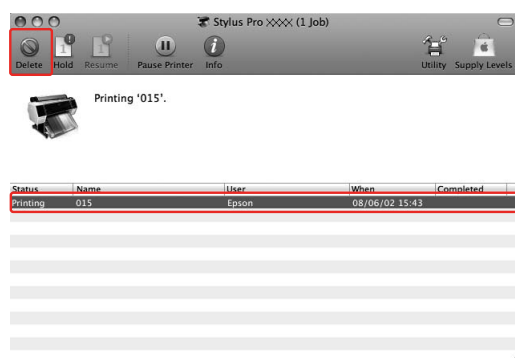 Stylus Pro XXXX (1 Job)
Delete Hold Resume Pause Printer Info Utility Supply Levels
Printing ‘015’.
Status Name User When Completed
Printing 015 Epson 08/06/02 15:43